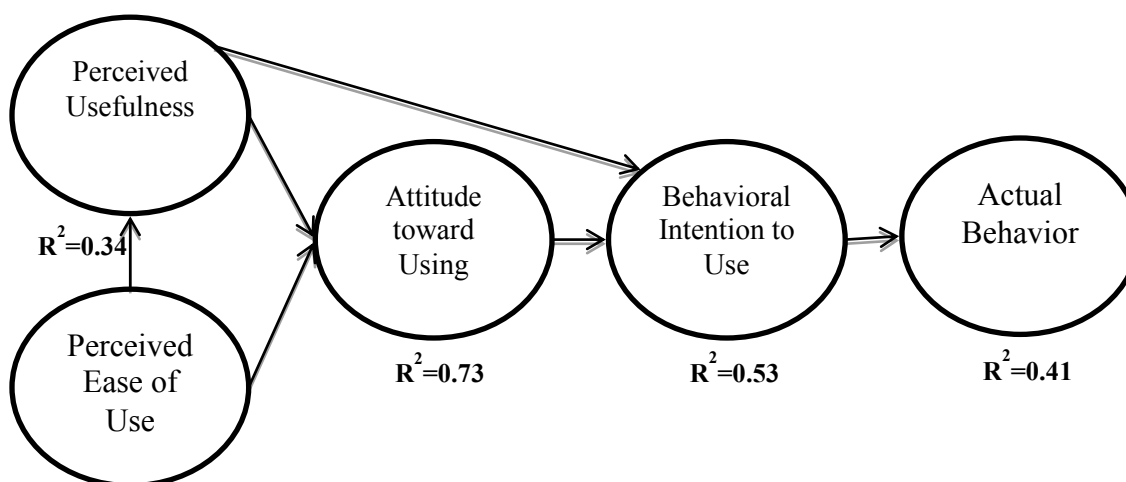 Perceived
Usefulness
R²=0.34
Perceived
Ease of
Use
Attitude
toward
Using
R²=0.73
Behavioral
Intention to
Use
R²=0.53
Actual
Behavior
R²=0.41